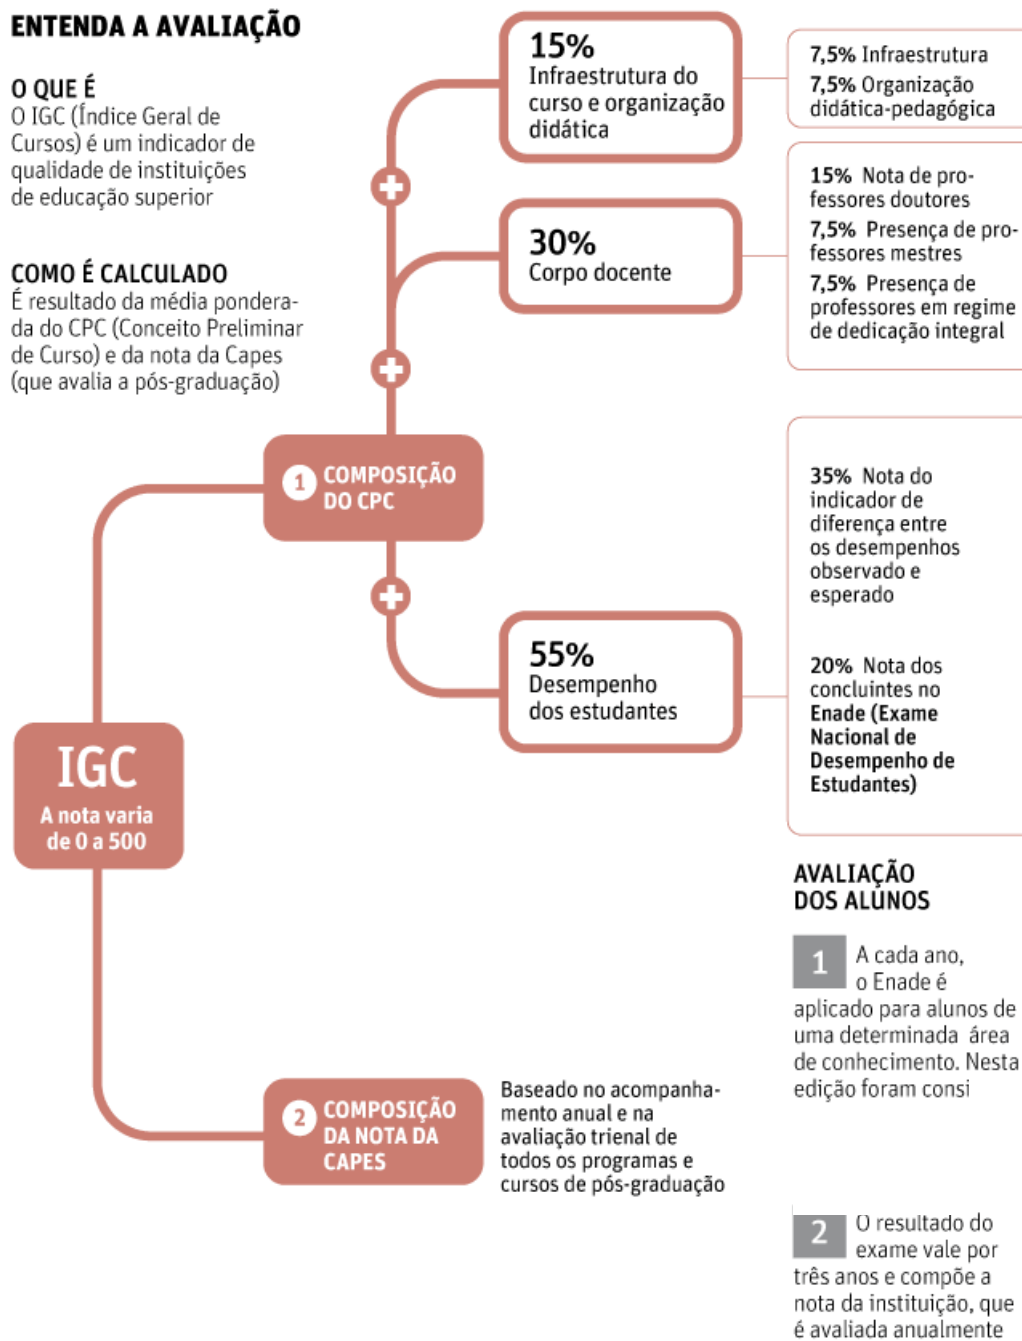 ENTENDA A AVALIAÇÃO
O QUE É
O IGC (Índice Geral de
Cursos) é um indicador de
qualidade de instituições
de educação superior
COMO É CALCULADO
É resultado da média pondera-
da do CPC (Conceito Preliminar
de Curso) e da nota da Capes
(que avalia a pós-graduação)
IGC
A nota varia
de 0 a 500
1 COMPOSIÇÃO
DO CPC
15%
Infraestrutura do
curso e organização
didática
7,5% Infraestrutura
7,5% Organização
didática-pedagógica
30%
Corpo docente
15% Nota de pro-
fessores doutores
7,5% Presença de pro-
fessores mestres
7,5% Presença de
professores em regime
de dedicação integral
55%
Desempenho
dos estudantes
35% Nota do
indicador de
diferença entre
os desempenhos
observado e
esperado
20% Nota dos
concluintes no
Enade (Exame
Nacional de
Desempenho de
Estudantes)
2 COMPOSIÇÃO
DA NOTA DA
CAPES
Baseado no acompanha-
mento anual e na
avaliação trienal de
todos os programas e
cursos de pós-graduação
AVALIAÇÃO
DOS ALUNOS
1 A cada ano,
o Enade é
aplicado para alunos de
uma determinada área
de conhecimento. Nesta
edição foram consi
2 O resultado do
exame vale por
três anos e compõe a
nota da instituição, que
é avaliada anualmente